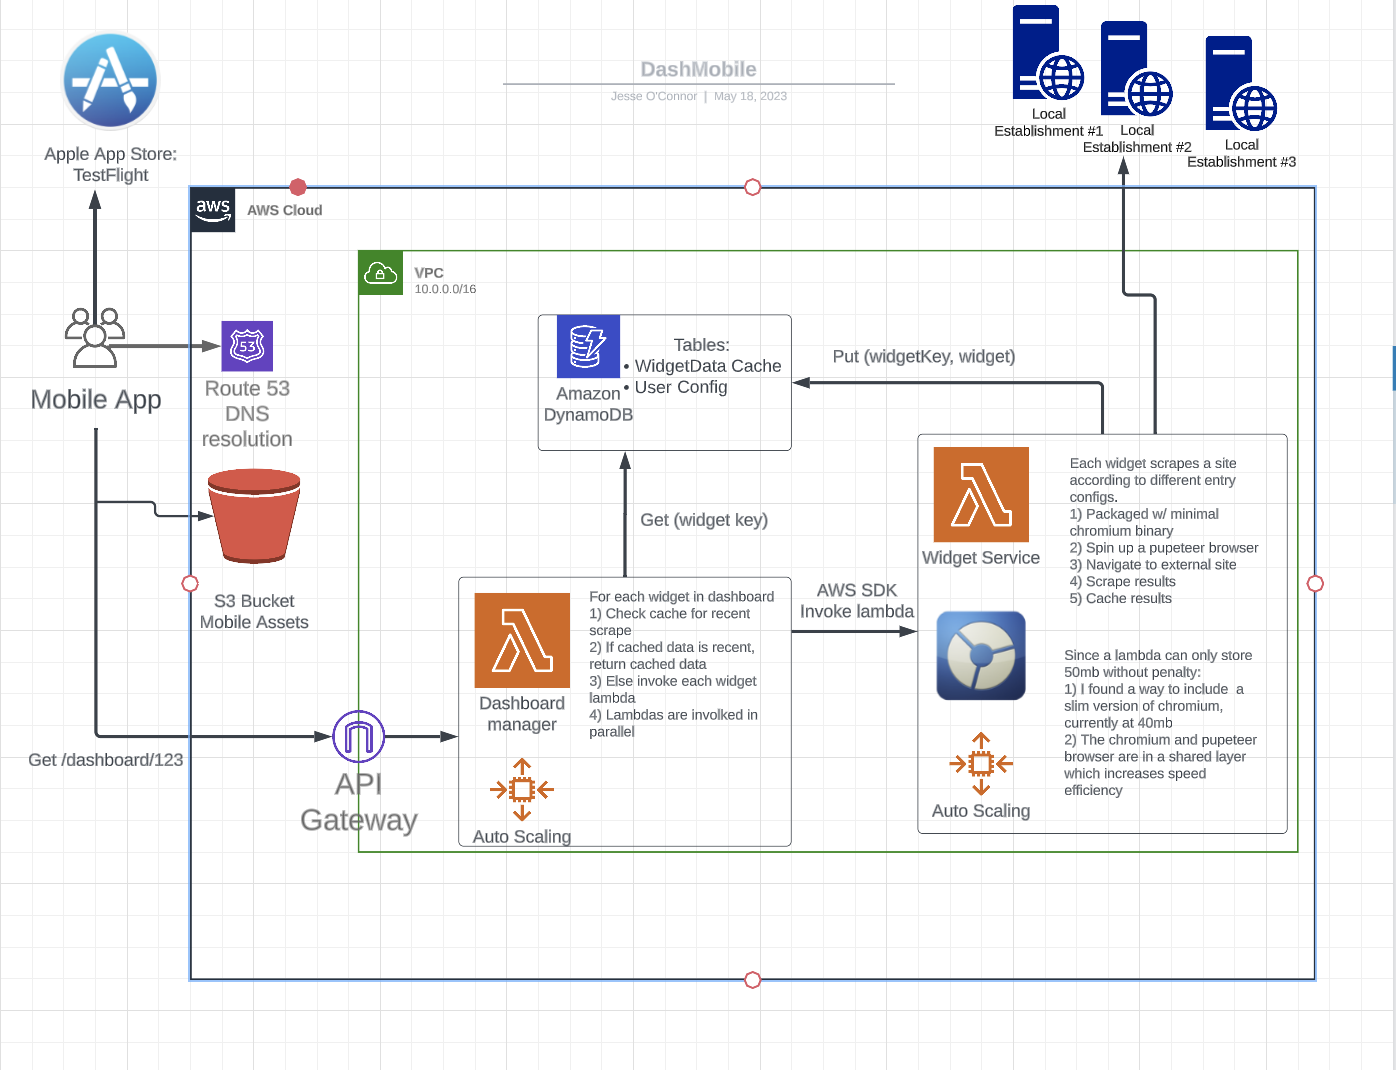 DashMobile
Jesse O'Connor | May 18, 2023
Apple App Store:
TestFlight
Local
Establishment #1
Local
Establishment #2
Local
Establishment #3
aws
AWS Cloud
VPC
10.0.0.0/16
Mobile App
53
Route 53
DNS
resolution
S3 Bucket
Mobile Assets
Get /dashboard/123
API
Gateway
Amazon
DynamoDB
Tables:
• WidgetData Cache
• User Config
Put (widgetKey, widget)
Get (widget key)
Dashboard
manager
Auto Scaling
For each widget in dashboard
1) Check cache for recent
scrape
2) If cached data is recent,
return cached data
3) Else invoke each widget
lambda
4) Lambdas are involked in
parallel
AWS SDK
Invoke lambda
Widget Service
Each widget scrapes a site
according to different entry
configs.
1) Packaged w/ minimal
chromium binary
2) Spin up a pupeteer browser
3) Navigate to external site
4) Scrape results
5) Cache results
Since a lambda can only store
50mb without penalty:
1) I found a way to include a
slim version of chromium,
currently at 40mb
2) The chromium and pupeteer
browser are in a shared layer
which increases speed
efficiency
Auto Scaling